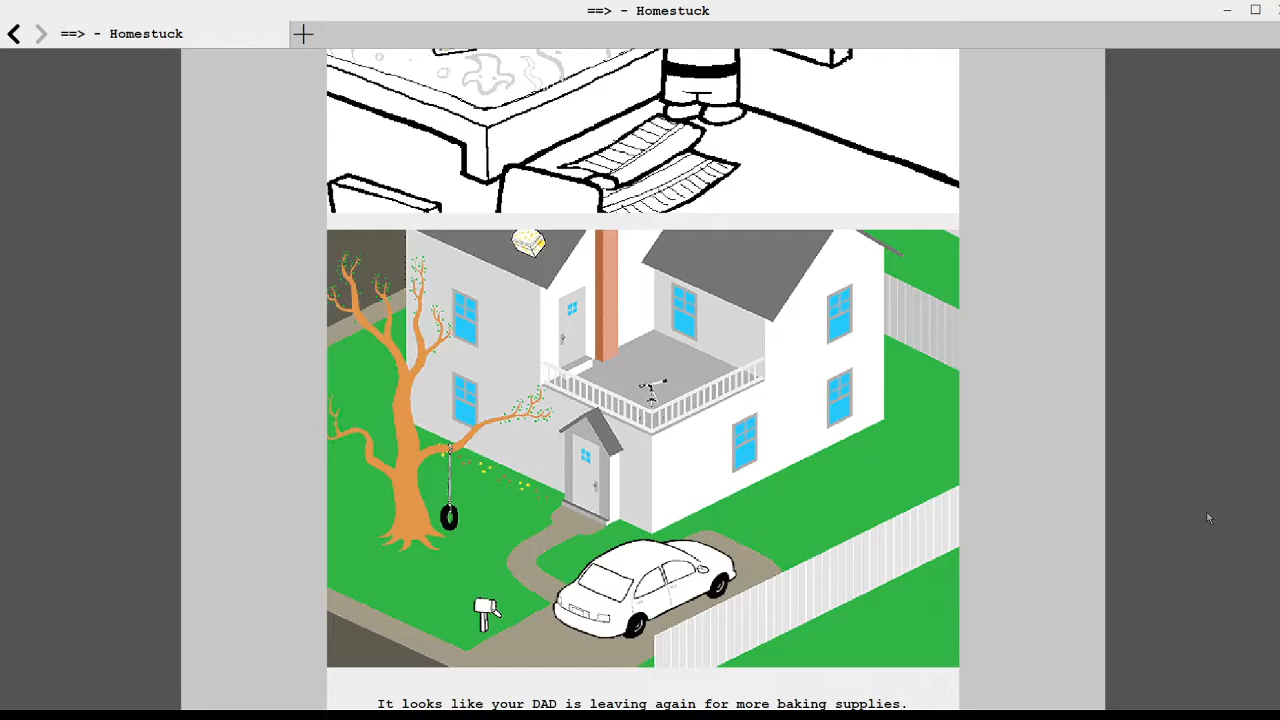 ==> - Homestuck
==> - Homestuck
It looks like your DAD is leaving again for more baking supplies.